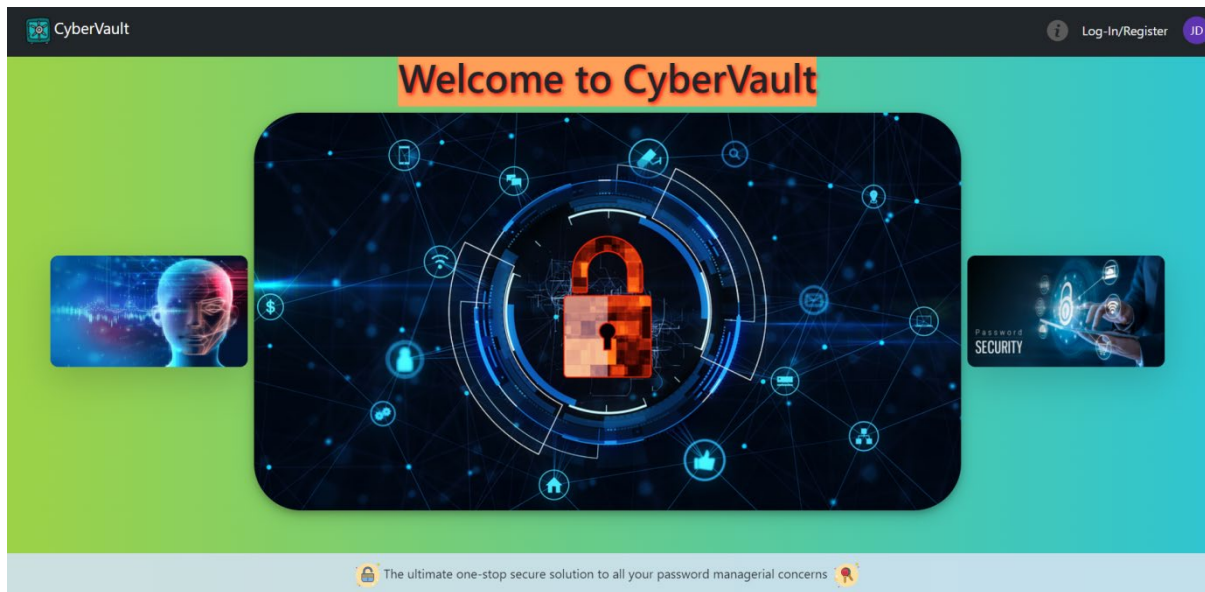 CyberVault
Log-In/Register
JD
Welcome to CyberVault
Password
SECURITY
The ultimate one-stop secure solution to all your password managerial concerns